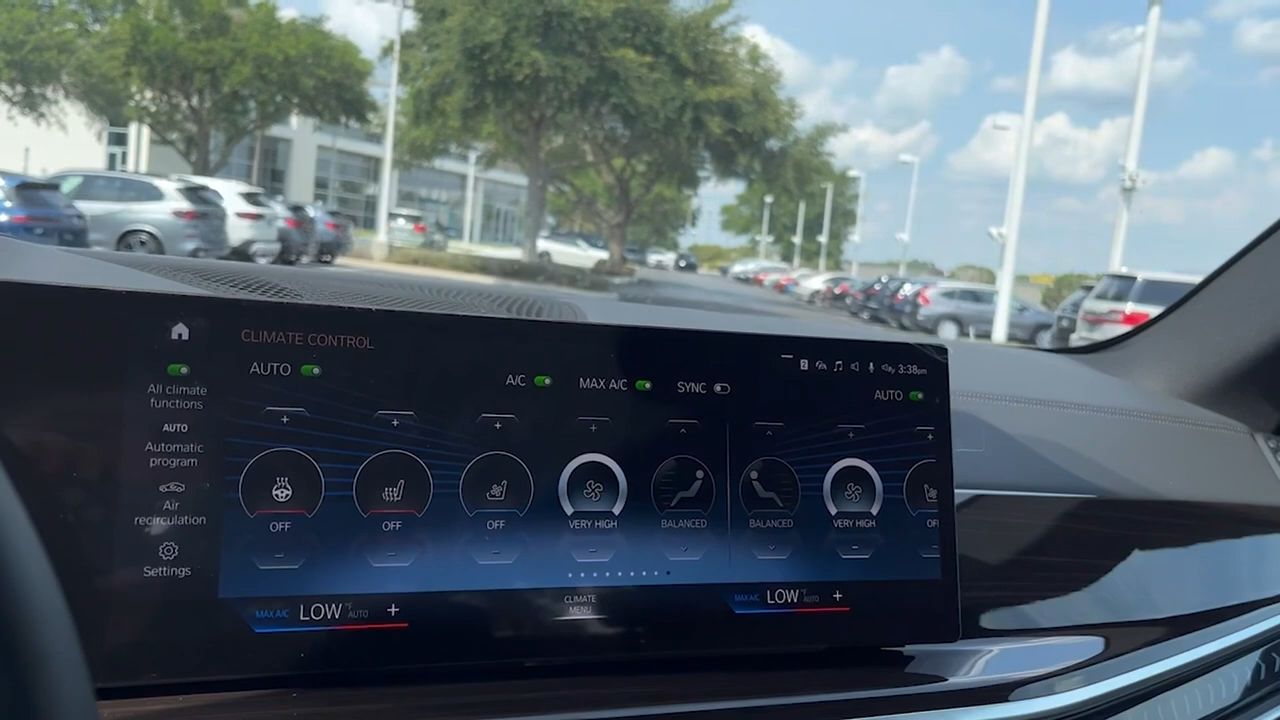 CLIMATE CONTROL
3:38pm
All climate
functions
AUTO
A/C
MAX A/C
SYNC
AUTO
AUTO
Automatic
program
Air
recirculation
Settings
OFF
OFF
OFF
VERY HIGH
BALANCED
BALANCED
VERY HIGH
OF
MAX A/C LOW °F AUTO +
CLIMATE
MENU
MAX A/C LOW °F AUTO +